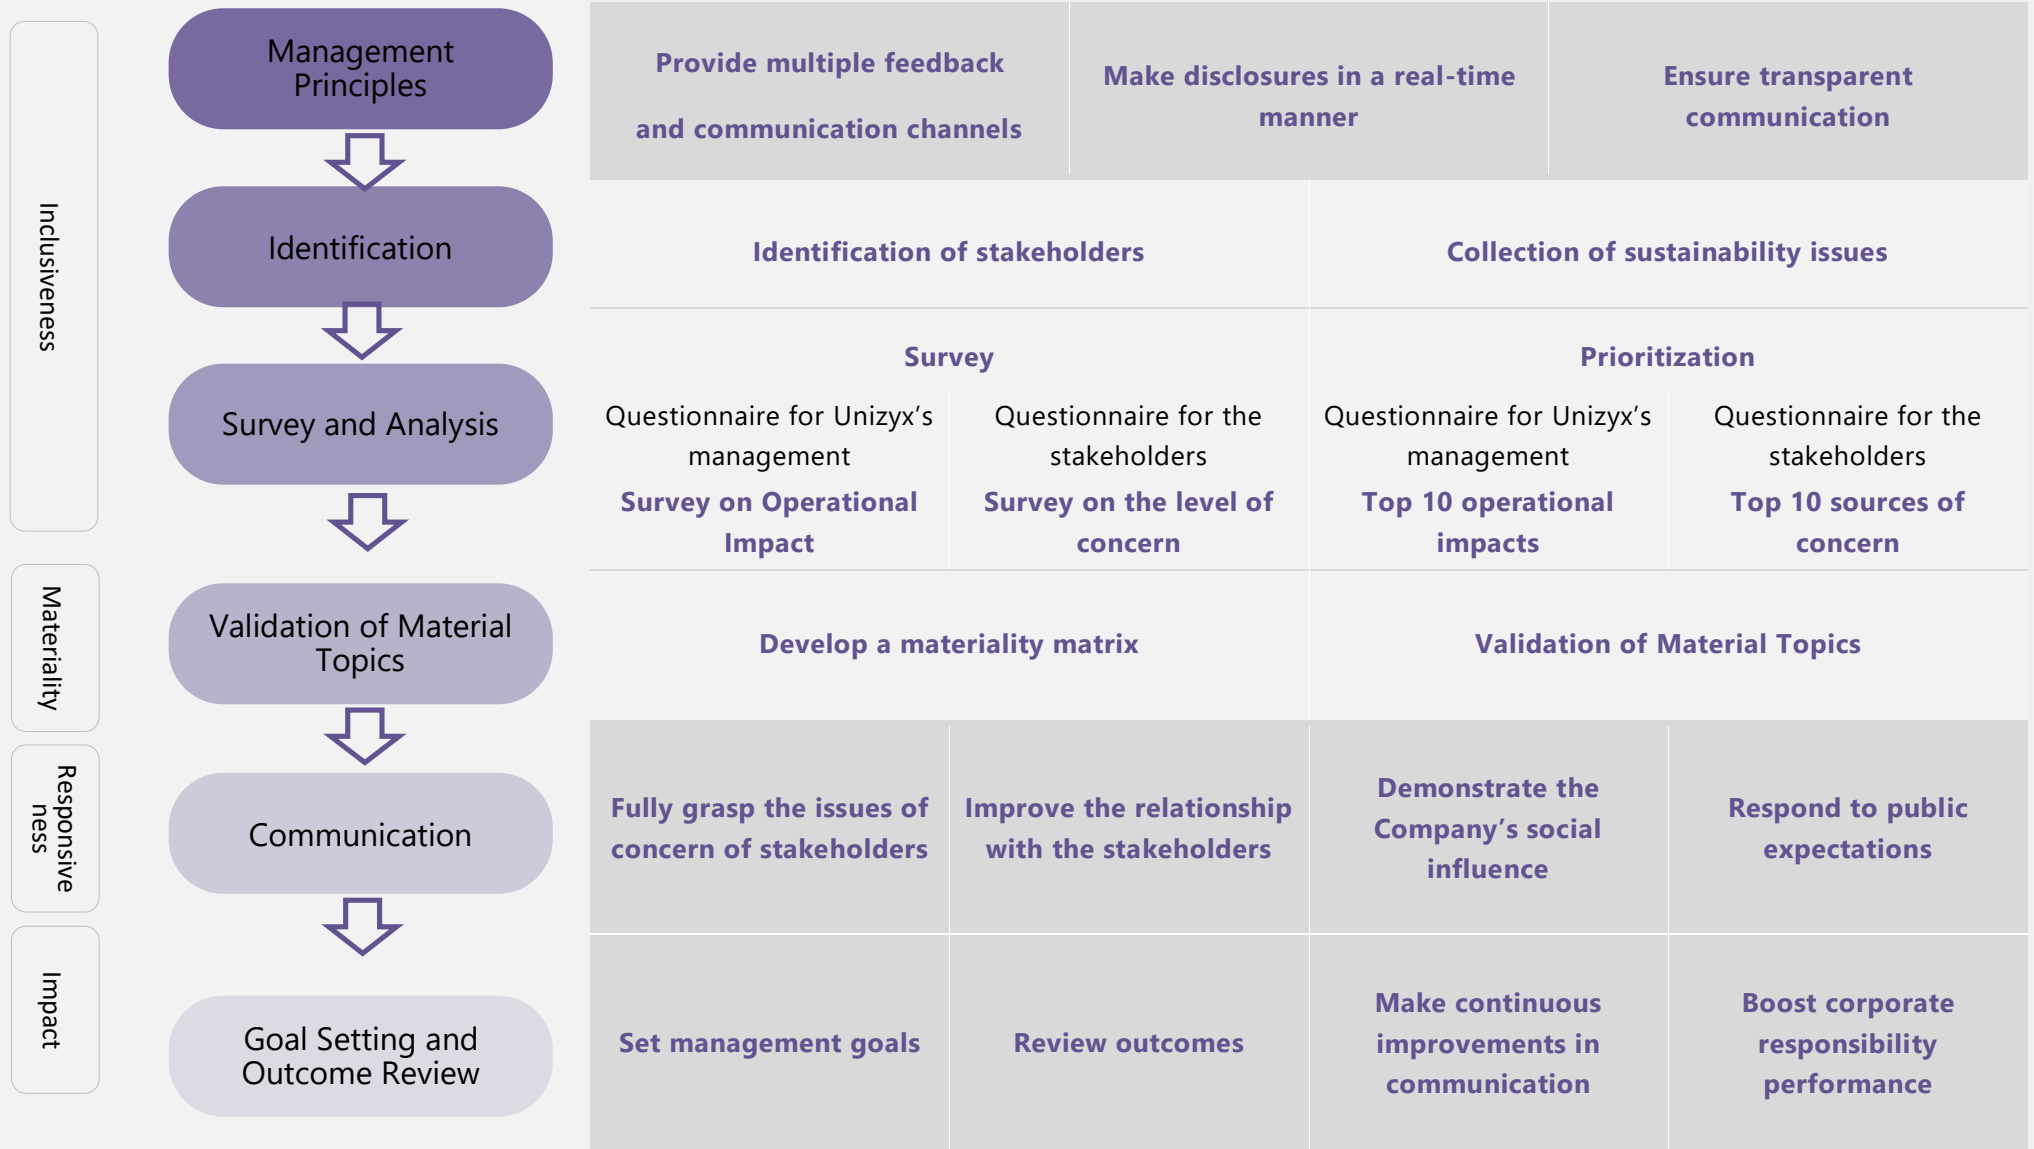 Inclusiveness
Management
Principles
Provide multiple feedback
and communication channels
Make disclosures in a real-time
manner
Ensure transparent
communication
Identification
Identification of stakeholders
Collection of sustainability issues
Survey and Analysis
Survey
Questionnaire for Unizyx’s
management
Survey on Operational
Impact
Questionnaire for the
stakeholders
Survey on the level of
concern
Prioritization
Questionnaire for Unizyx’s
management
Top 10 operational
impacts
Questionnaire for the
stakeholders
Top 10 sources of
concern
Materiality
Validation of Material
Topics
Develop a materiality matrix
Validation of Material Topics
Responsive
ness
Communication
Fully grasp the issues of
concern of stakeholders
Improve the relationship
with the stakeholders
Demonstrate the
Company’s social
influence
Respond to public
expectations
Impact
Goal Setting and
Outcome Review
Set management goals
Review outcomes
Make continuous
improvements in
communication
Boost corporate
responsibility
performance